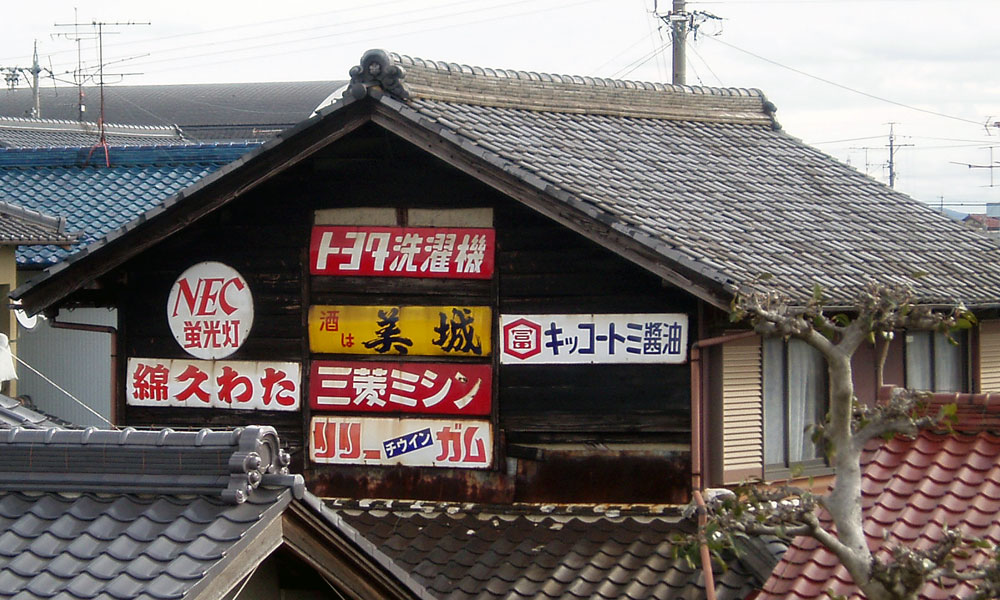 トヨタ洗濯機
NEC
蛍光灯
酒は
美城
富
キッコートミ醬油
綿久わた
三菱ミシン
リリーチウインガム